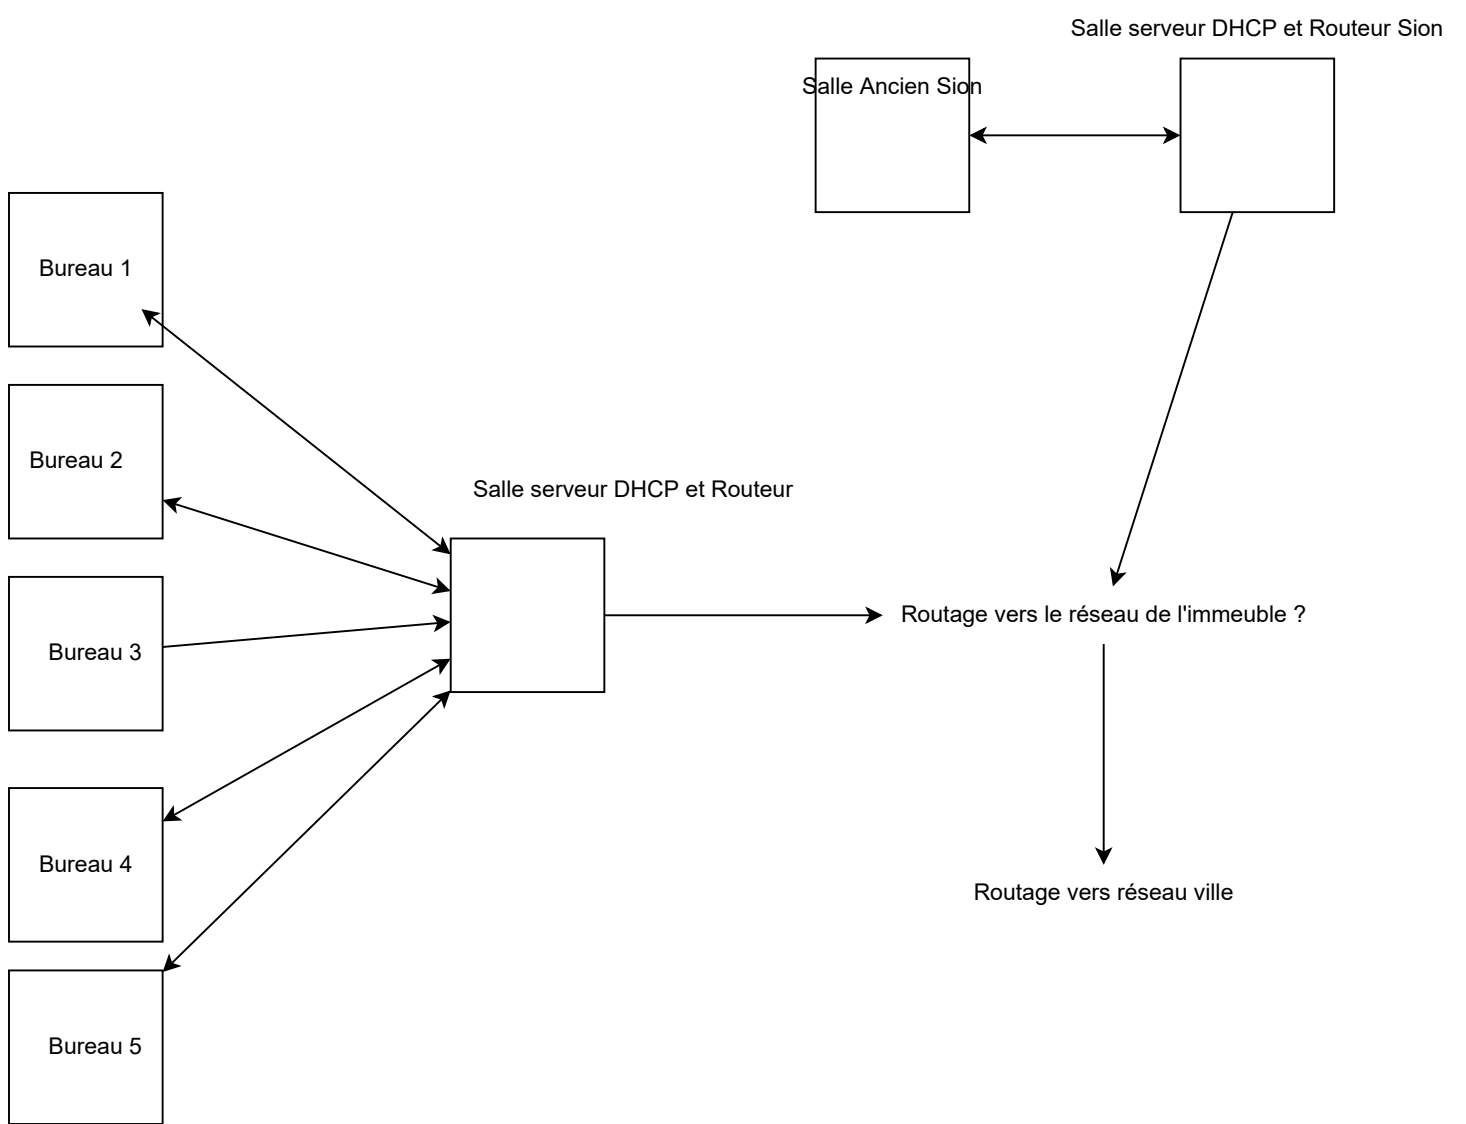 Salle serveur DHCP et Routeur Sion
Salle Ancien Sion
Bureau 1
Bureau 2
Salle serveur DHCP et Routeur
Routage vers le réseau de l'immeuble ?
Bureau 3
Bureau 4
Routage vers réseau ville
Bureau 5